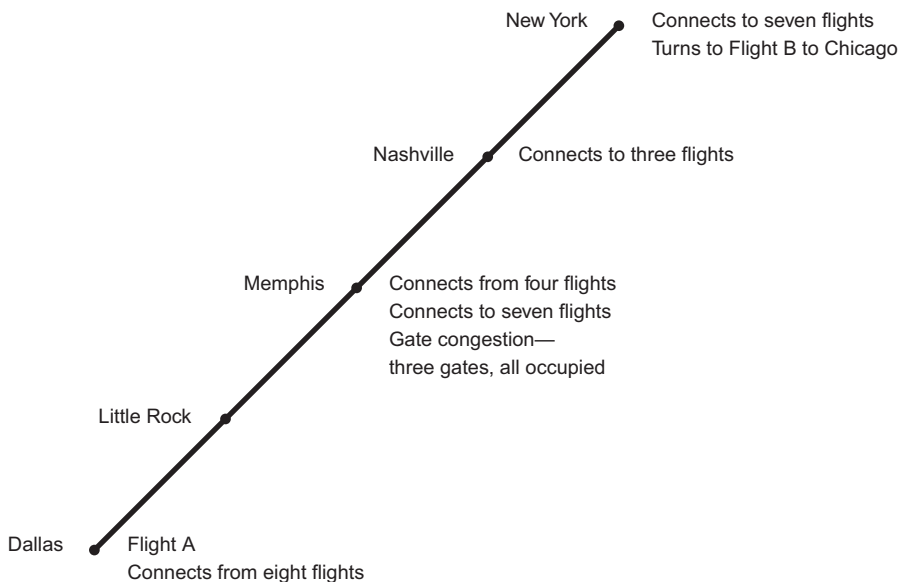 New York
Connects to seven flights
Turns to Flight B to Chicago
Nashville
Connects to three flights
Memphis
Connects from four flights
Connects to seven flights
Gate congestion—
three gates, all occupied
Little Rock
Dallas
Flight A
Connects from eight flights